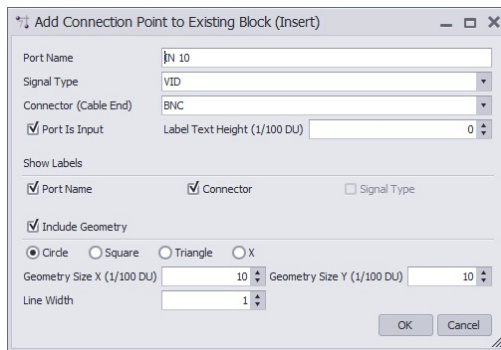 Add Connection Point to Existing Block (Insert)
Port Name IN 10
Signal Type VID
Connector (Cable End) BNC
Port Is Input Label Text Height (1/100 DU) 0
Show Labels
Port Name Connector Signal Type
Include Geometry
Circle Square Triangle X
Geometry Size X (1/100 DU) 10 Geometry Size Y (1/100 DU) 10
Line Width 1
OK Cancel